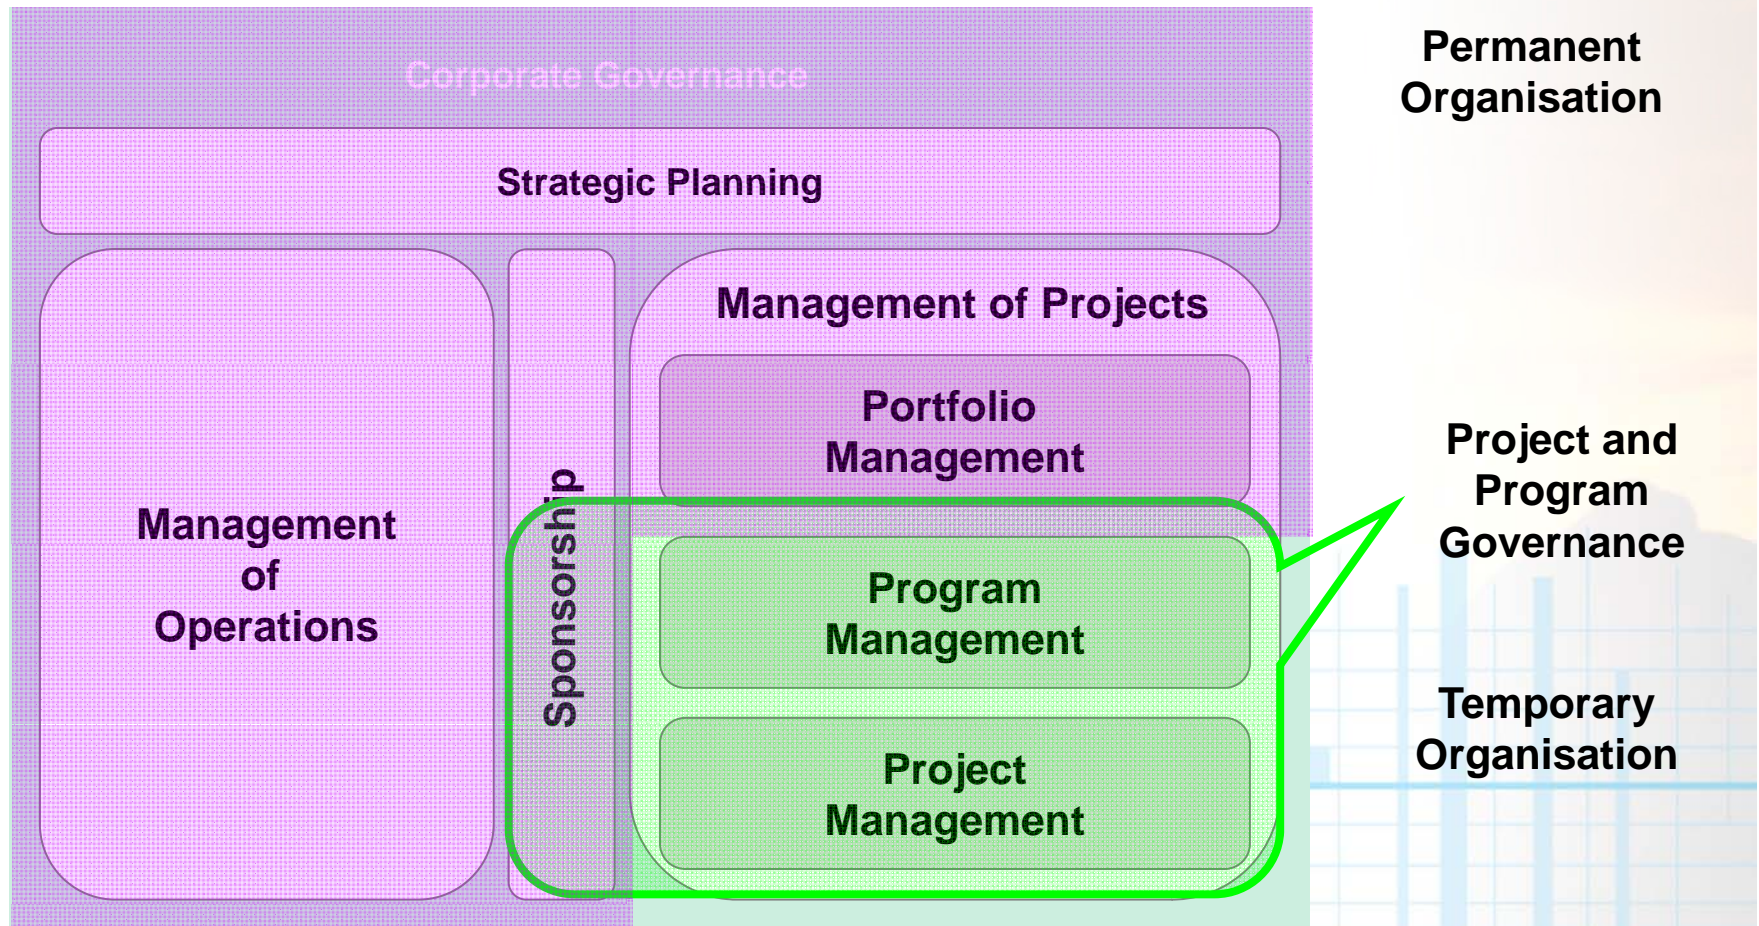 Corporate Governance
Permanent
Organisation
Strategic Planning
Management of Projects
Portfolio
Management
Management
of
Operations
Sponsorship
Program
Management
Project
Management
Project and
Program
Governance
Temporary
Organisation